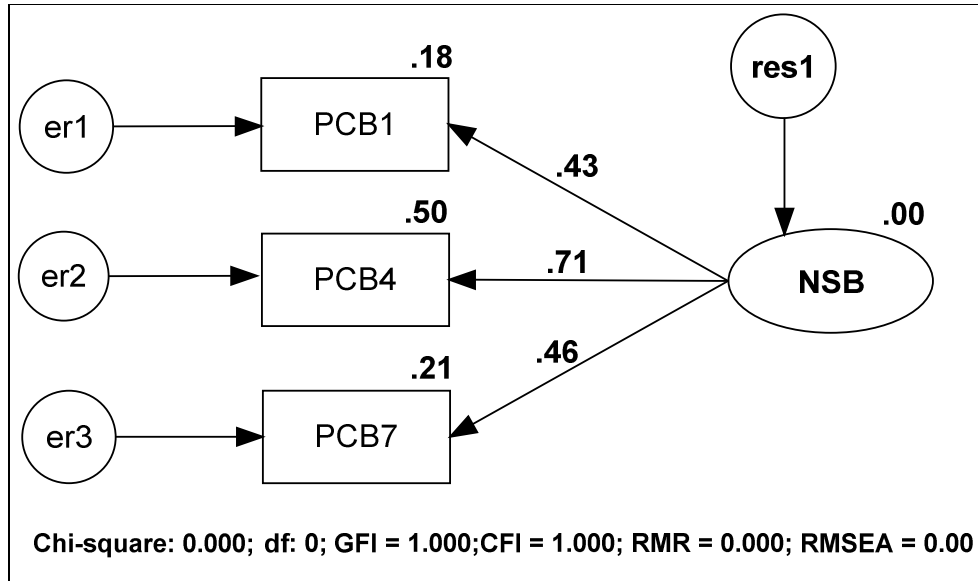 .18
res1
er1
PCB1
.43
.50
.00
er2
PCB4
.71
NSB
.46
.21
er3
PCB7
Chi-square: 0.000; df: 0; GFI = 1.000;CFI = 1.000; RMR = 0.000; RMSEA = 0.00